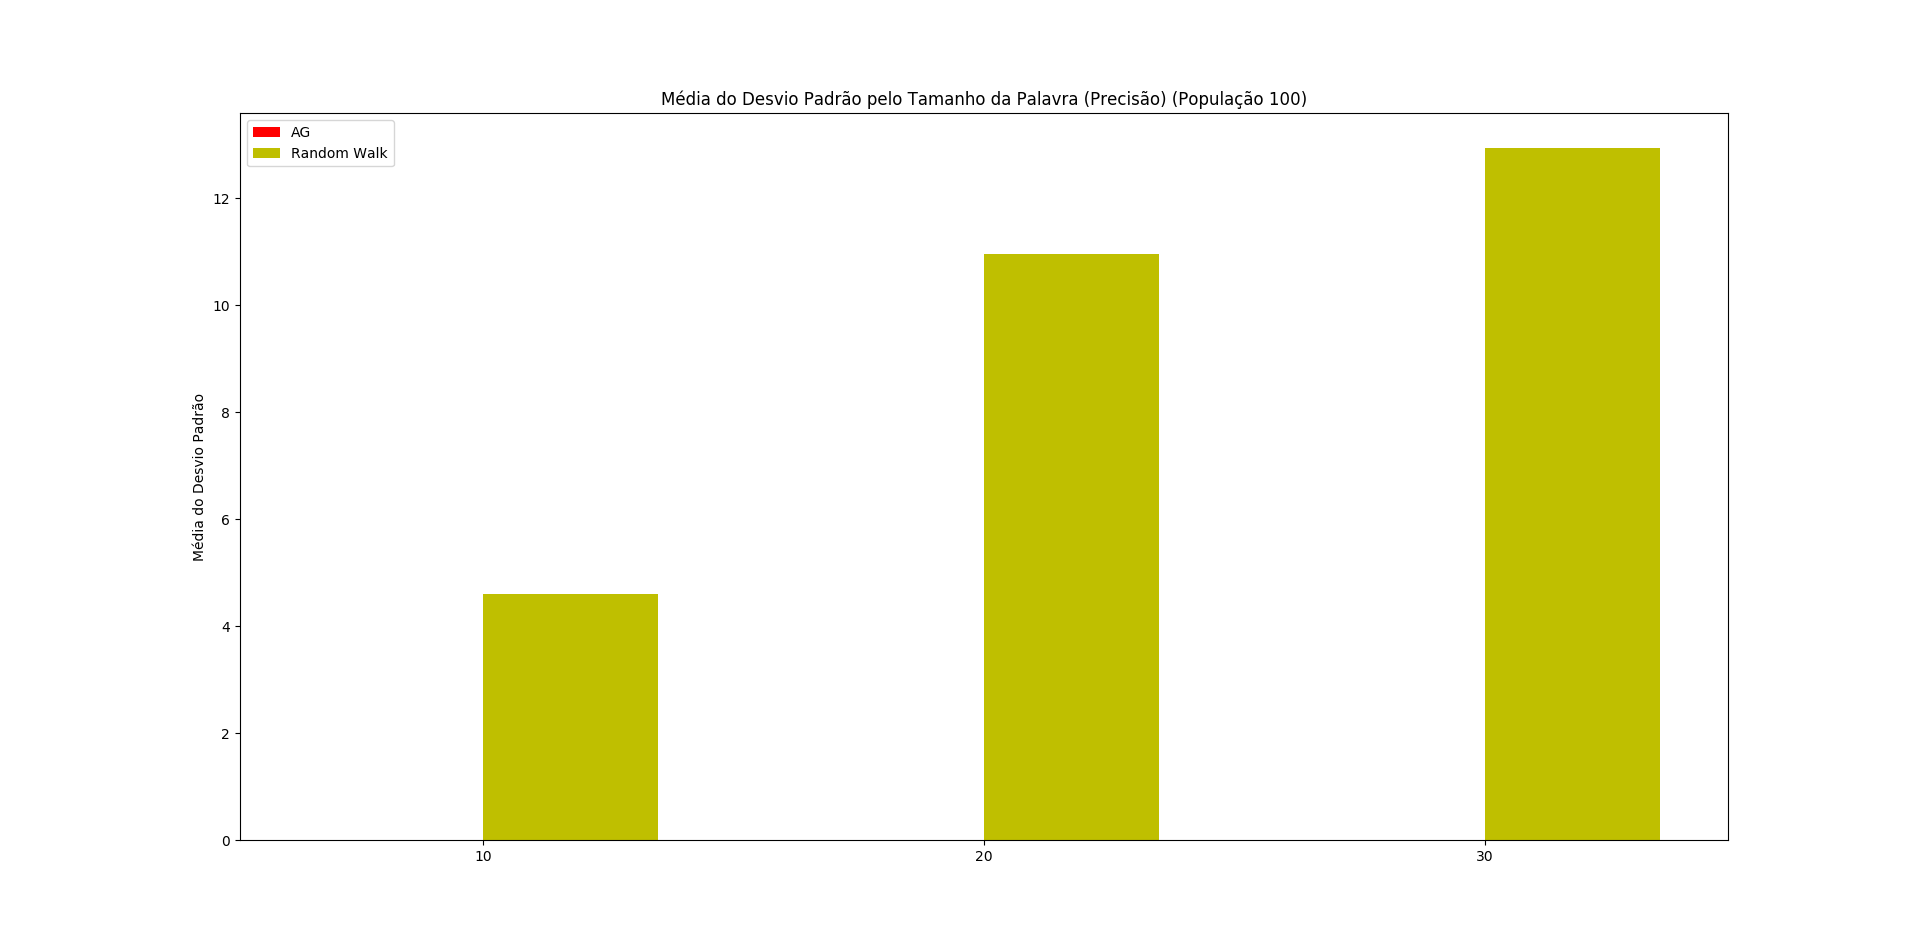 Média do Desvio Padrão pelo Tamanho da Palavra (Precisão) (População 100)
AG
Random Walk
Média do Desvio Padrão
12
10
8
6
4
2
0
10 20 30